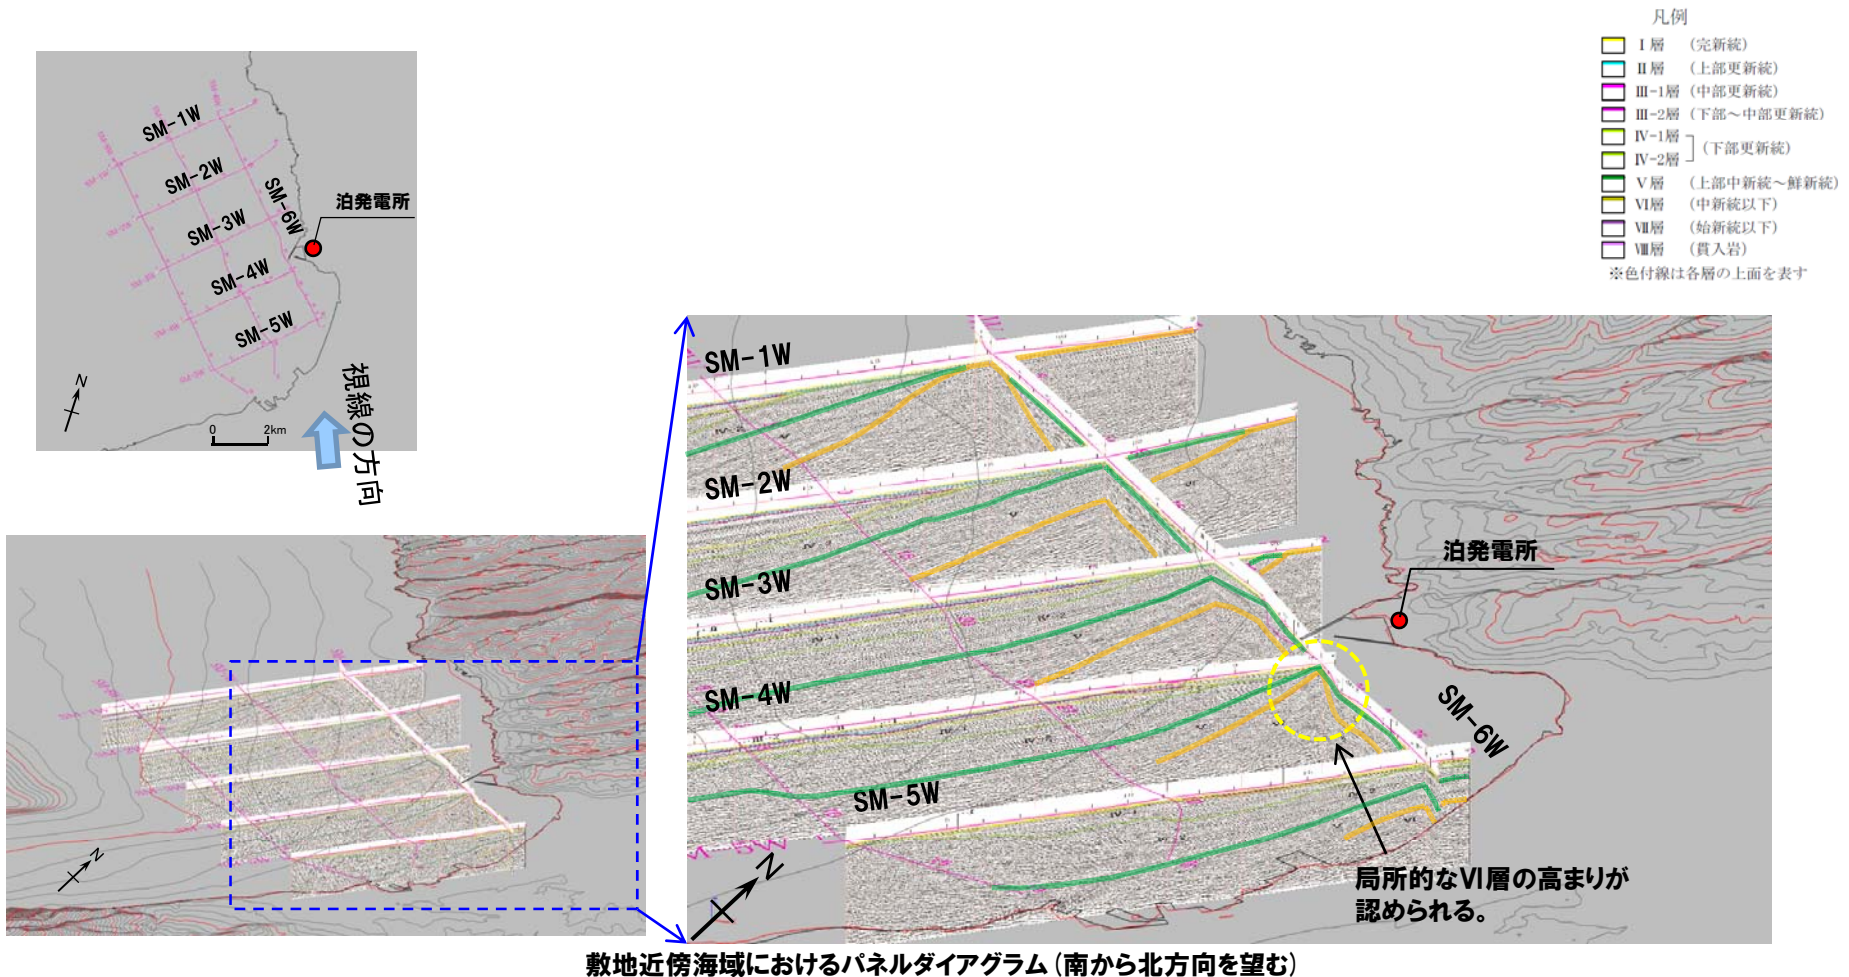 凡例
Ⅰ層 （完新統）
Ⅱ層 （上部更新統）
Ⅲ-1層 （中部更新統）
Ⅲ-2層 （下部～中部更新統）
Ⅳ-1層
Ⅳ-2層
（下部更新統）
Ⅴ層 （上部中新統～鮮新統）
Ⅵ層 （中新統以下）
Ⅶ層 （始新統以下）
Ⅷ層 （貫入岩）
※色付線は各層の上面を表す
SM-1W
SM-2W
SM-3W
SM-4W
SM-5W
SM-6W
泊発電所
N
0 2km
視線の方向
N
SM-1W
SM-2W
SM-3W
SM-4W
SM-5W
SM-6W
泊発電所
N
局所的なⅥ層の高まりが
認められる。
敷地近傍海域におけるパネルダイアグラム（南から北方向を望む）